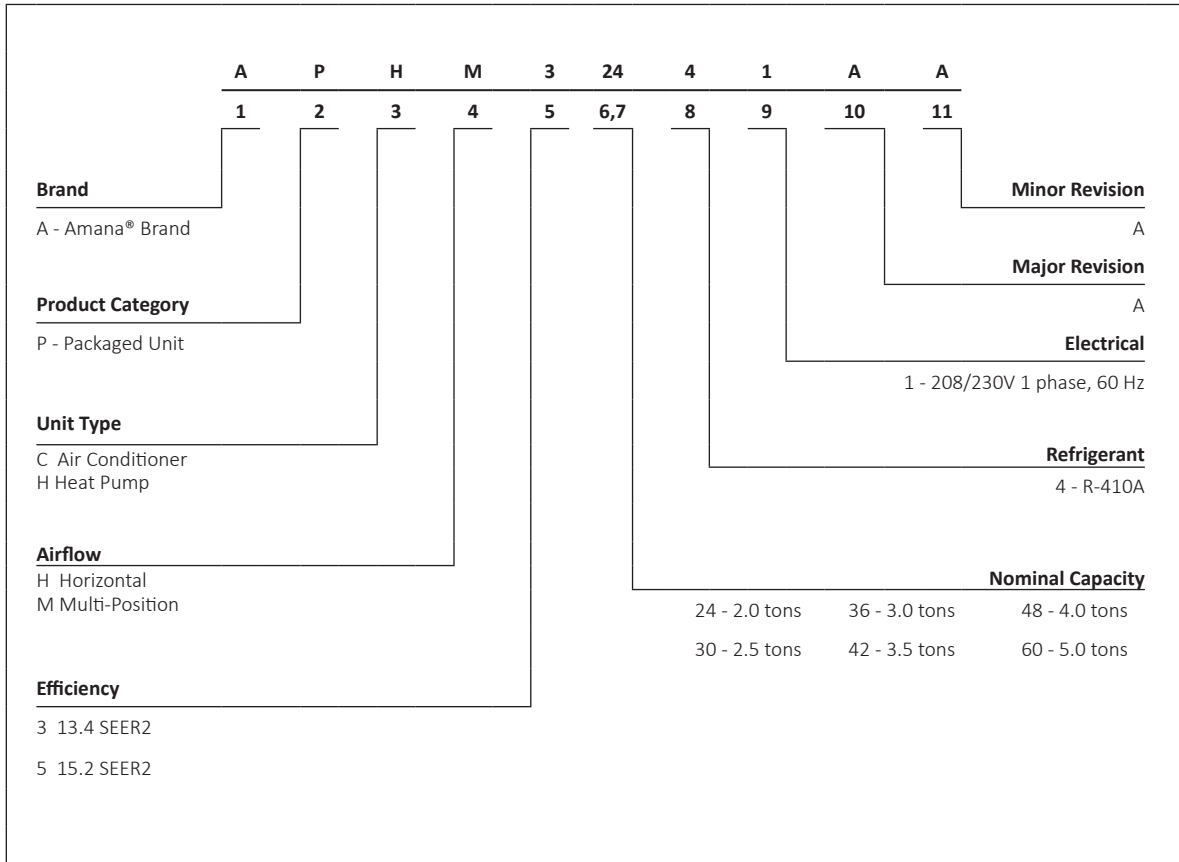 A P H M 3 24 4 1 A A
1 2 3 4 5 6,7 8 9 10 11
Brand
A - Amana® Brand
Product Category
P - Packaged Unit
Unit Type
C Air Conditioner
H Heat Pump
Airflow
H Horizontal
M Multi-Position
Efficiency
3 13.4 SEER2
5 15.2 SEER2
Minor Revision
A
Major Revision
A
Electrical
1 - 208/230V 1 phase, 60 Hz
Refrigerant
4 - R-410A
Nominal Capacity
24 - 2.0 tons 36 - 3.0 tons 48 - 4.0 tons
30 - 2.5 tons 42 - 3.5 tons 60 - 5.0 tons